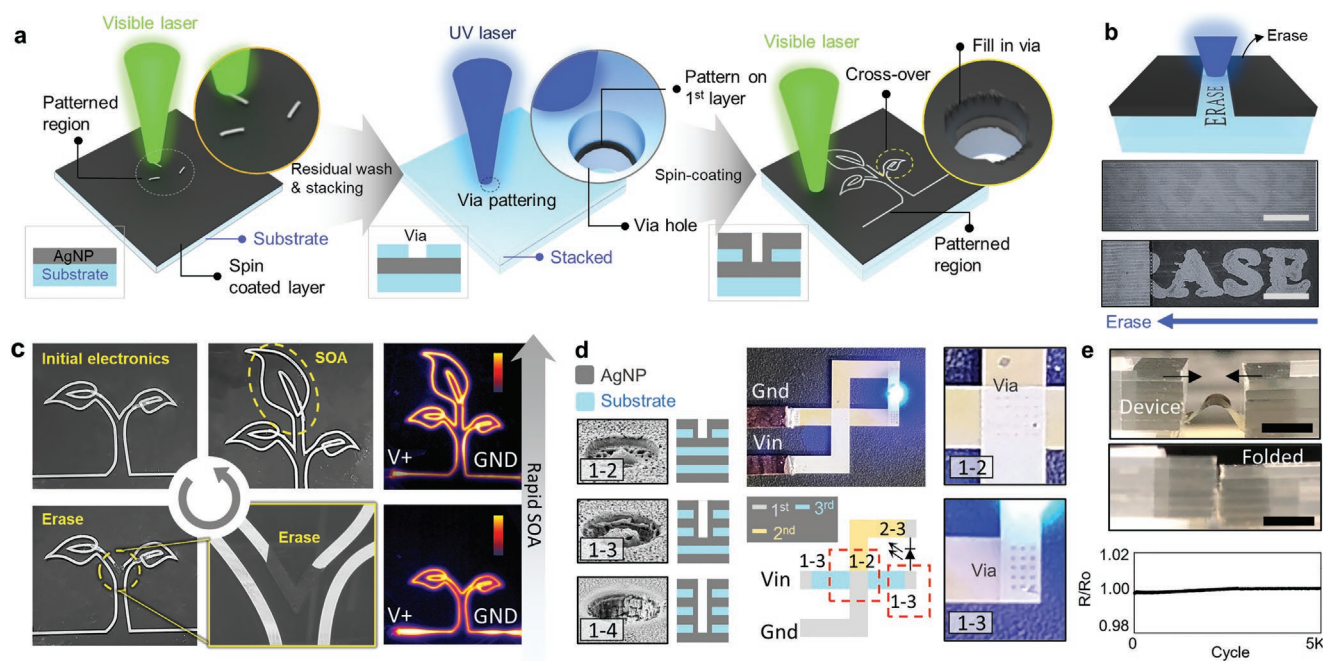 a
Visible laser
Patterned
region
AgNP
Substrate
Substrate
Spin
coated layer
Residual wash
& stacking
UV laser
Via pattering
Via
Stacked
Pattern on
1st layer
Via hole
Spin-coating
Visible laser
Cross-over
Fill in via
Patterned
region
b
Erase
ERASE
ERASE
Erase
c
Initial electronics
SOA
V+
GND
Erase
Erase
V+
GND
Rapid SOA
d
AgNP
Substrate
1-2
1-3
1-4
Gnd
Vin
1st
3rd
2nd
2-3
1-3
1-2
Vin
1-3
Gnd
Via
1-2
Via
1-3
e
Device
Folded
R/Ro
1.02
1.00
0.98
0
5K
Cycle